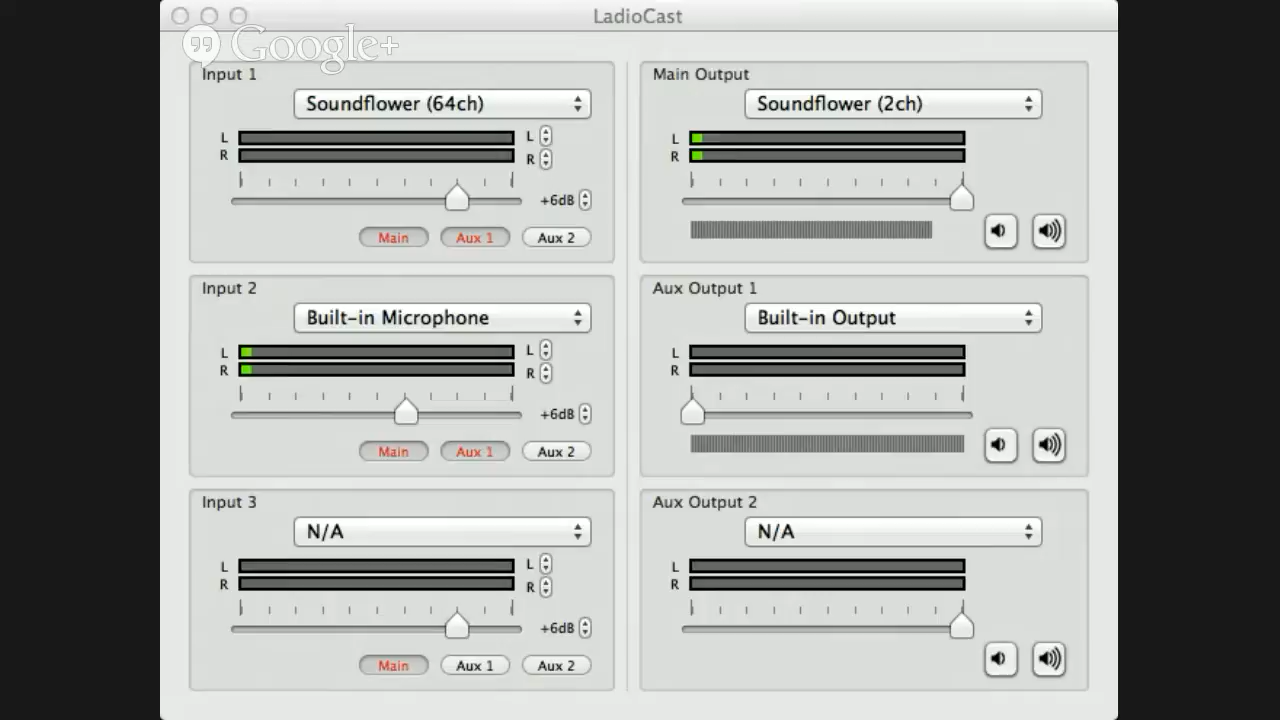 LadioCast
Google+
Input 1
Soundflower (64ch)
L
L
R
R
+6dB
Main
Aux 1
Aux 2
Main Output
Soundflower (2ch)
L
R
Input 2
Built-in Microphone
L
L
R
R
+6dB
Main
Aux 1
Aux 2
Aux Output 1
Built-in Output
L
R
Input 3
N/A
L
L
R
R
+6dB
Main
Aux 1
Aux 2
Aux Output 2
N/A
L
R